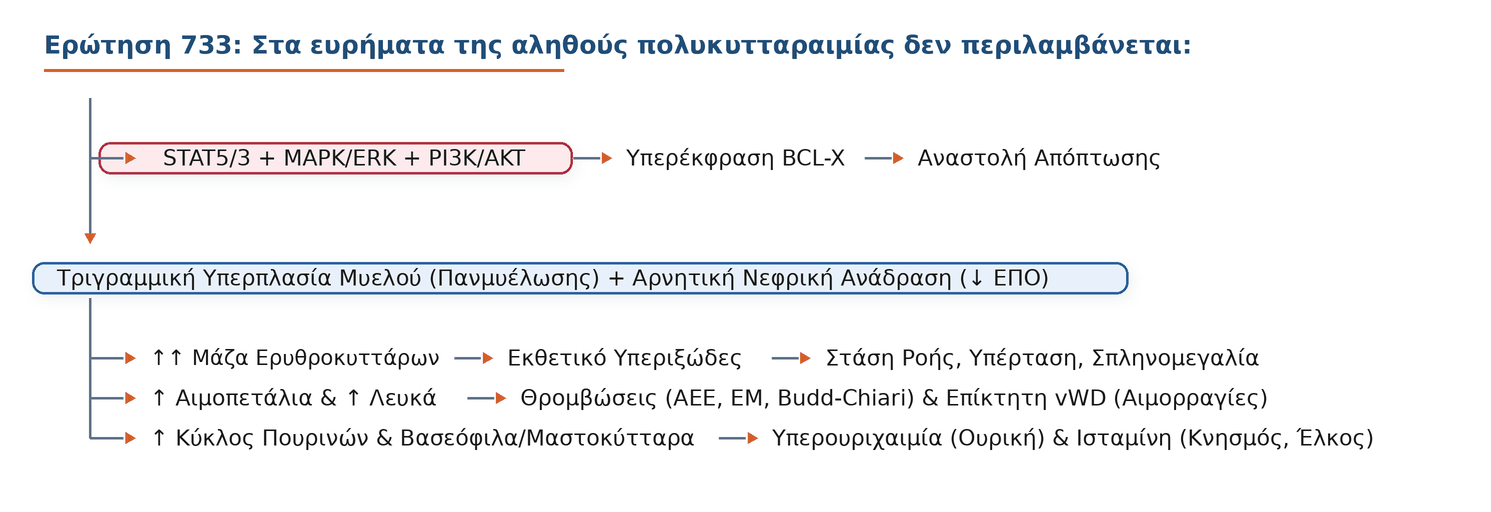 Ερώτηση 733: Στα ευρήματα της αληθούς πολυκυτταραιμίας δεν περιλαμβάνεται:
STAT5/3 + MAPK/ERK + PI3K/AKT Υπερέκφραση BCL-X Αναστολή Απόπτωσης
Τριγραμμική Υπερπλασία Μυελού (Πανμυέλωσης) + Αρνητική Νεφρική Ανάδραση (↓ ΕΠΟ)
↑↑ Μάζα Ερυθροκυττάρων Εκθετικό Υπεριξώδες Στάση Ροής, Υπέρταση, Σπληνομεγαλία
↑ Αιμοπετάλια & ↑ Λευκά Θρομβώσεις (ΑΕΕ, ΕΜ, Budd-Chiari) & Επίκτητη vWD (Αιμορραγίες)
↑ Κύκλος Πουρινών & Βασεόφιλα/Μαστοκύτταρα Υπερουριχαιμία (Ουρική) & Ισταμίνη (Κνησμός, Έλκος)